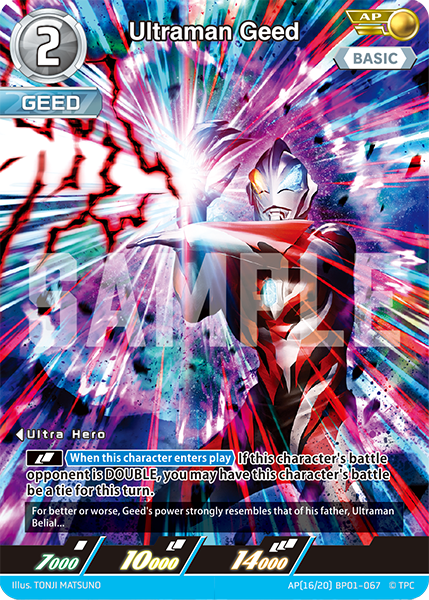 Ultraman Geed
AP
2
BASIC
GEED
SAMPLE
Ultra Hero
When this character enters play If this character's battle
opponent is DOUBLE, you may have this character's battle
be a tie for this turn.
For better or worse, Geed's power strongly resembles that of his father, Ultraman
Belial...
7000 10000 14000
Illus. TONJI MATSUNO AP[16/20] BP01-067 © TPC